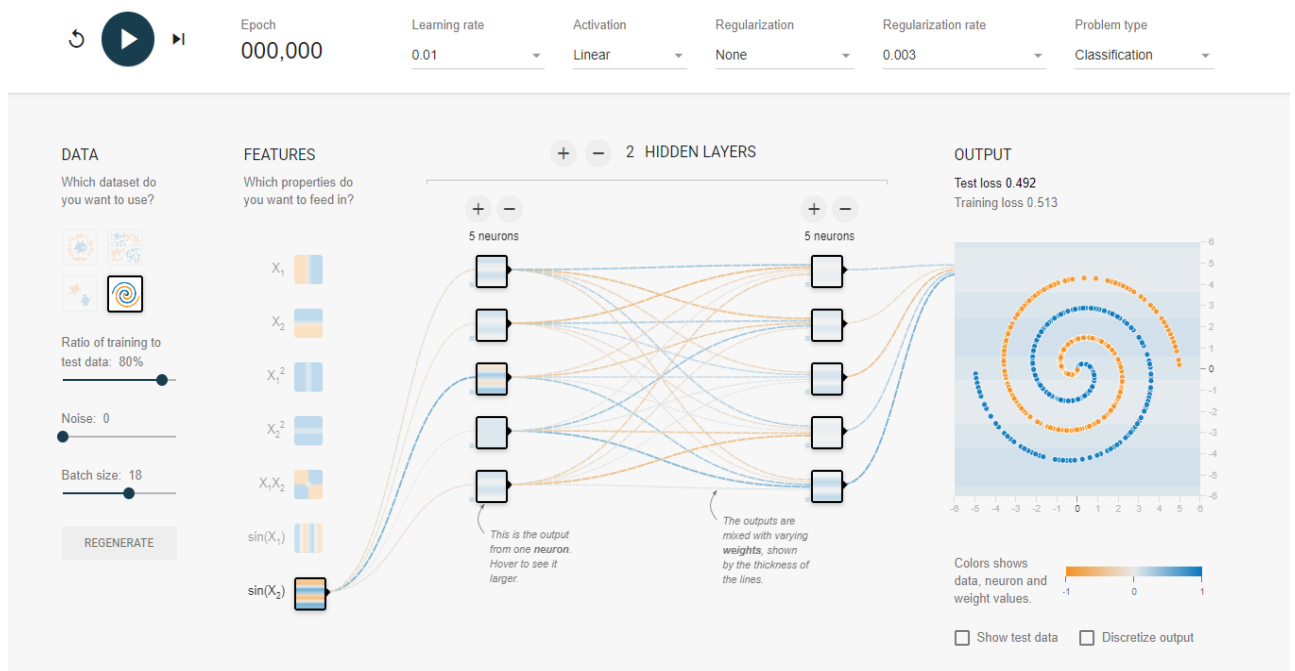 Epoch
000,000
Learning rate
0.01
Activation
Linear
Regularization
None
Regularization rate
0.003
Problem type
Classification
DATA
Which dataset do
you want to use?
Ratio of training to
test data: 80%
Noise: 0
Batch size: 18
REGENERATE
FEATURES
Which properties do
you want to feed in?
X₁
X₂
X₁²
X₂²
X₁X₂
sin(X₁)
sin(X₂)
+ − 2 HIDDEN LAYERS
+ −
5 neurons
+ −
5 neurons
This is the output
from one neuron.
Hover to see it
larger.
The outputs are
mixed with varying
weights, shown
by the thickness of
the lines.
OUTPUT
Test loss 0.492
Training loss 0.513
6
5
4
3
2
1
0
-1
-2
-3
-4
-5
-6
-6 -5 -4 -3 -2 -1 0 1 2 3 4 5 6
Colors shows
data, neuron and
weight values.
-1 0 1
Show test data
Discretize output